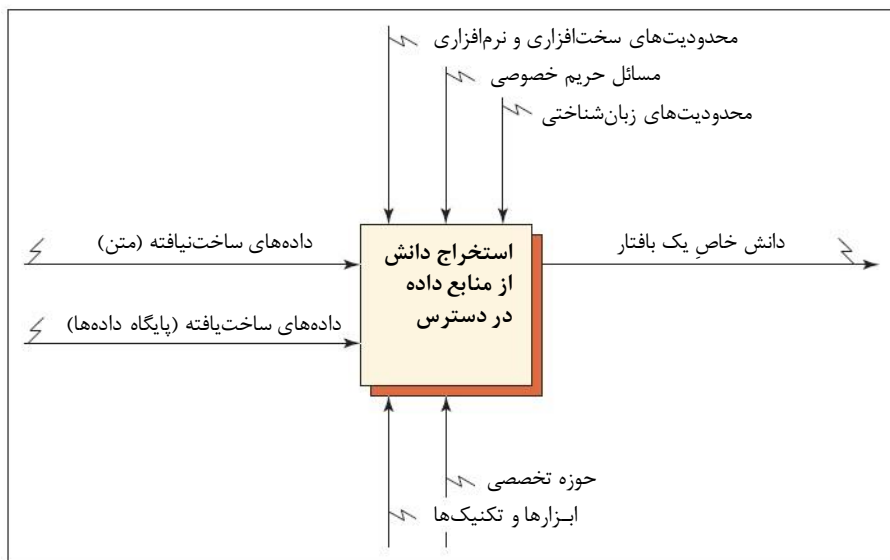 محدودیت‌های سخت‌افزاری و نرم‌افزاری
مسائل حریم خصوصی
محدودیت‌های زبان‌شناختی
داده‌های ساخت‌نیافته (متن)
داده‌های ساخت‌یافته (پایگاه داده‌ها)
استخراج دانش
از منابع داده
در دسترس
دانش خاصِ یک بافتار
حوزه تخصصی
ابـزارها و تکنیک‌ها